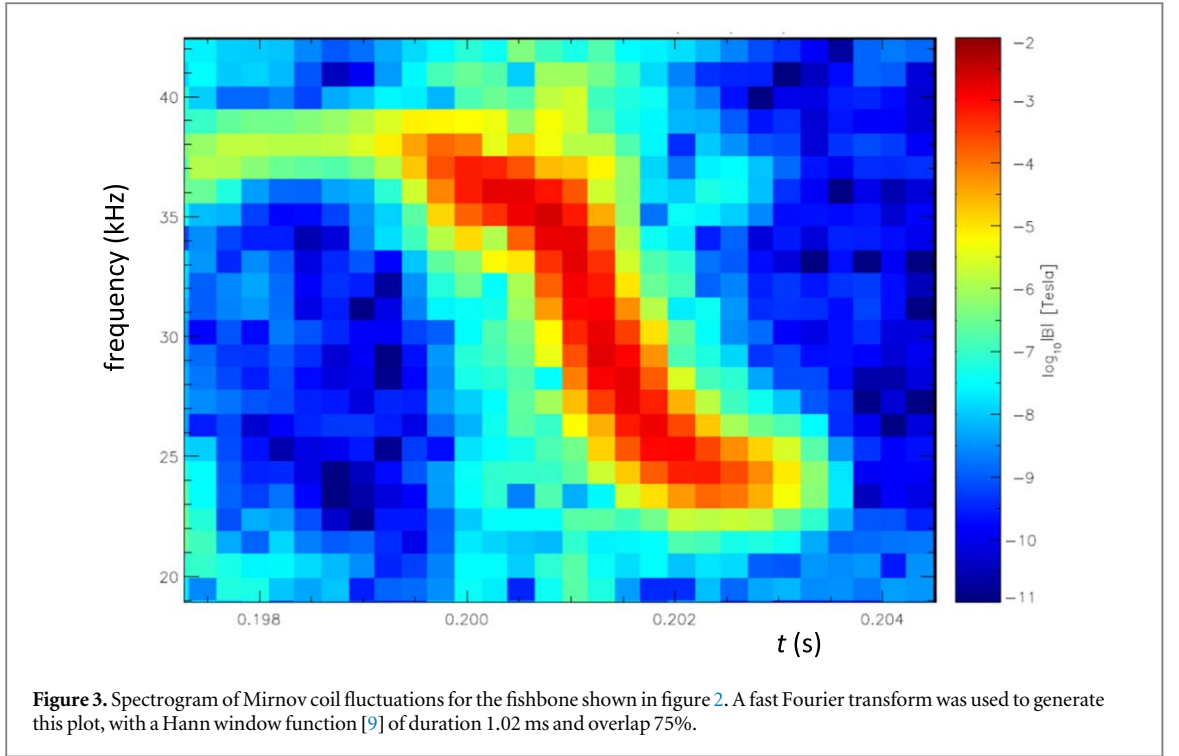 40
35
30
25
20
frequency (kHz)
0.198 0.200 0.202 0.204
t (s)
−2
−3
−4
−5
−6
−7
−8
−9
−10
−11
log₁₀|B| [Tesla]
Figure 3. Spectrogram of Mirnov coil fluctuations for the fishbone shown in figure 2. A fast Fourier transform was used to generate
this plot, with a Hann window function [9] of duration 1.02 ms and overlap 75%.